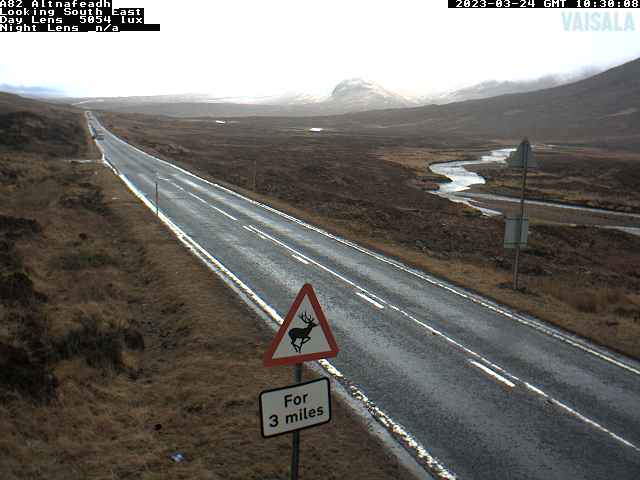 A82 Altnafeadh
Looking South East
Day Lens 5054 lux
Night Lens n/a
2023-03-24 GMT 10:30:08
VAISALA
For
3 miles